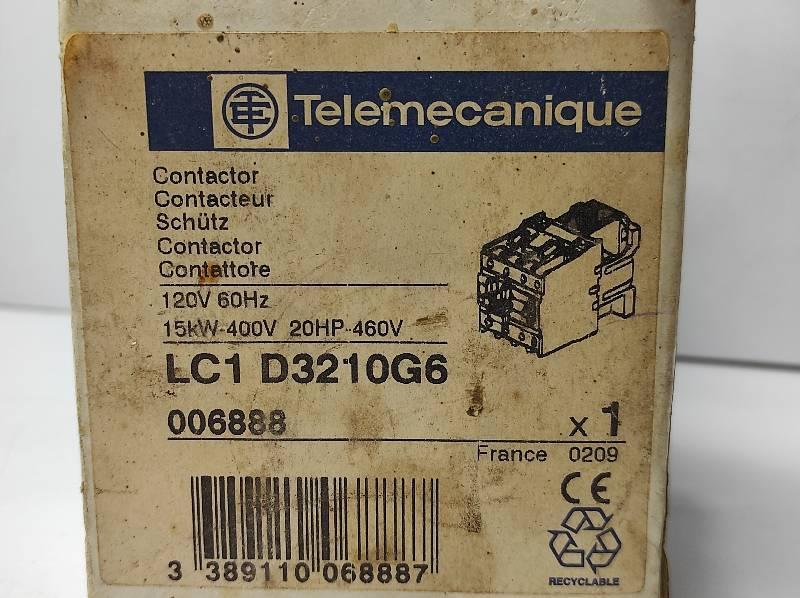 Telemecanique
Contactor
Contacteur
Schütz
Contactor
Contattore
120V 60Hz
15kW-400V 20HP-460V
LC1 D3210G6
006888
x 1
France 0209
CE
3 389110 068887
RECYCLABLE